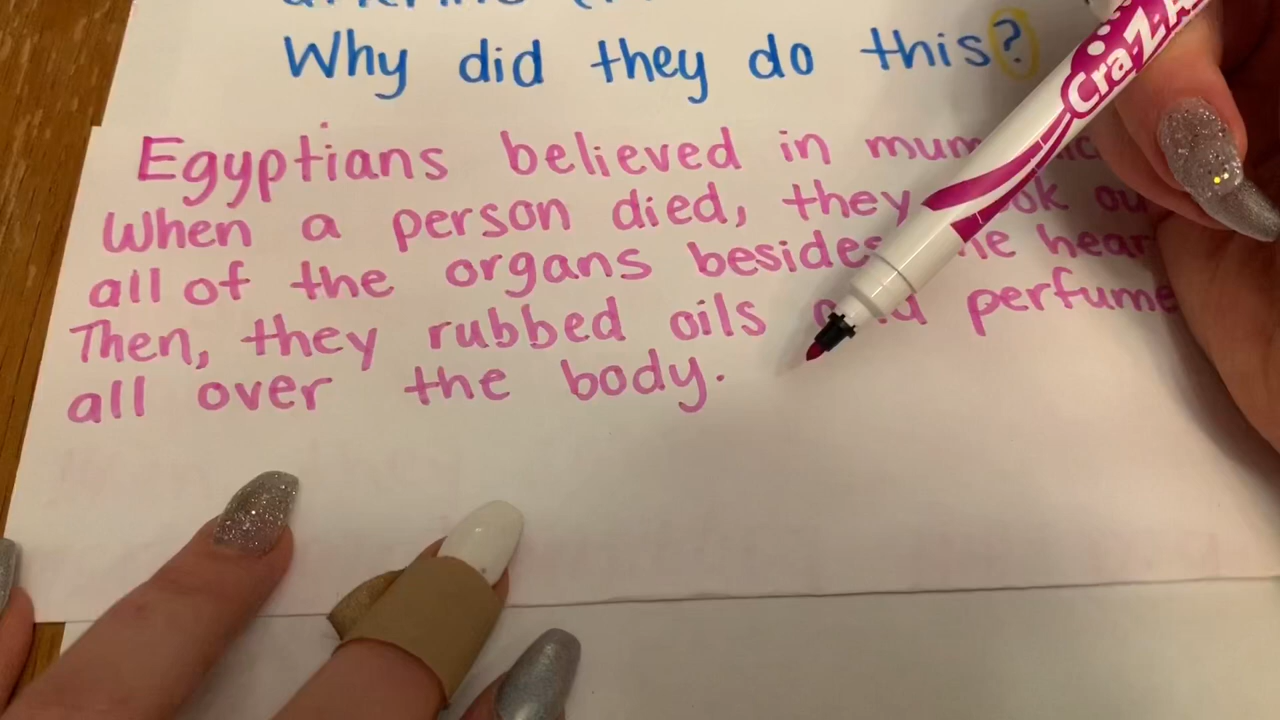 Why did they do this?
Egyptians believed in
When a person died, they
all of the organs besides
Then, they rubbed oils perfume
all over the body.
Cra-Z-A